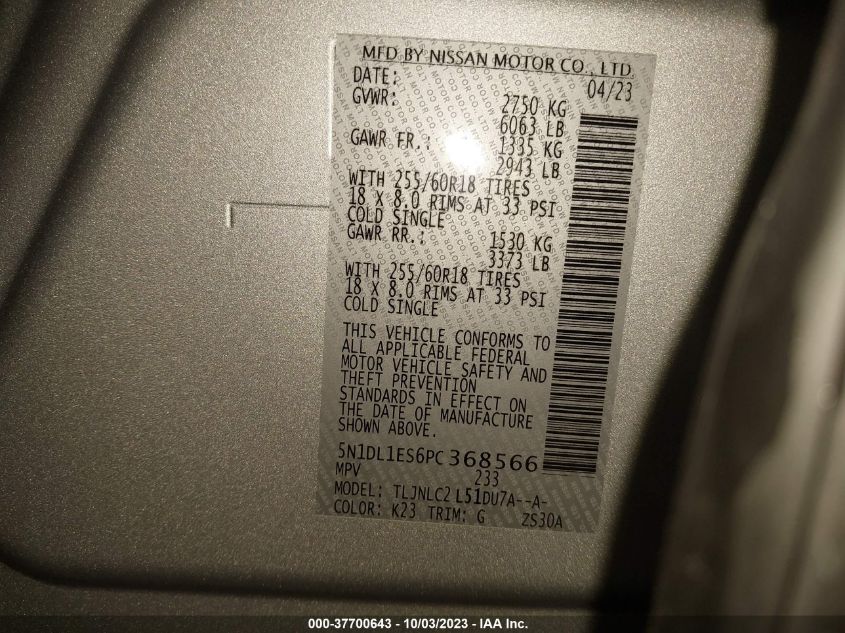 MFD BY NISSAN MOTOR CO., LTD.
DATE: 04/23
GVWR: 2750 KG
6063 LB
GAWR FR.: 1335 KG
2943 LB
WITH 255/60R18 TIRES
18 X 8.0 RIMS AT 33 PSI
COLD SINGLE
GAWR RR.: 1530 KG
3373 LB
WITH 255/60R18 TIRES
18 X 8.0 RIMS AT 33 PSI
COLD SINGLE
THIS VEHICLE CONFORMS TO
ALL APPLICABLE FEDERAL
MOTOR VEHICLE SAFETY AND
THEFT PREVENTION
STANDARDS IN EFFECT ON
THE DATE OF MANUFACTURE
SHOWN ABOVE.
5N1DL1ES6PC368566
MPV 233
MODEL: TLJNLC2 L51DU7A--A-
COLOR: K23 TRIM: G ZS30A
000-37700643 - 10/03/2023 - IAA Inc.